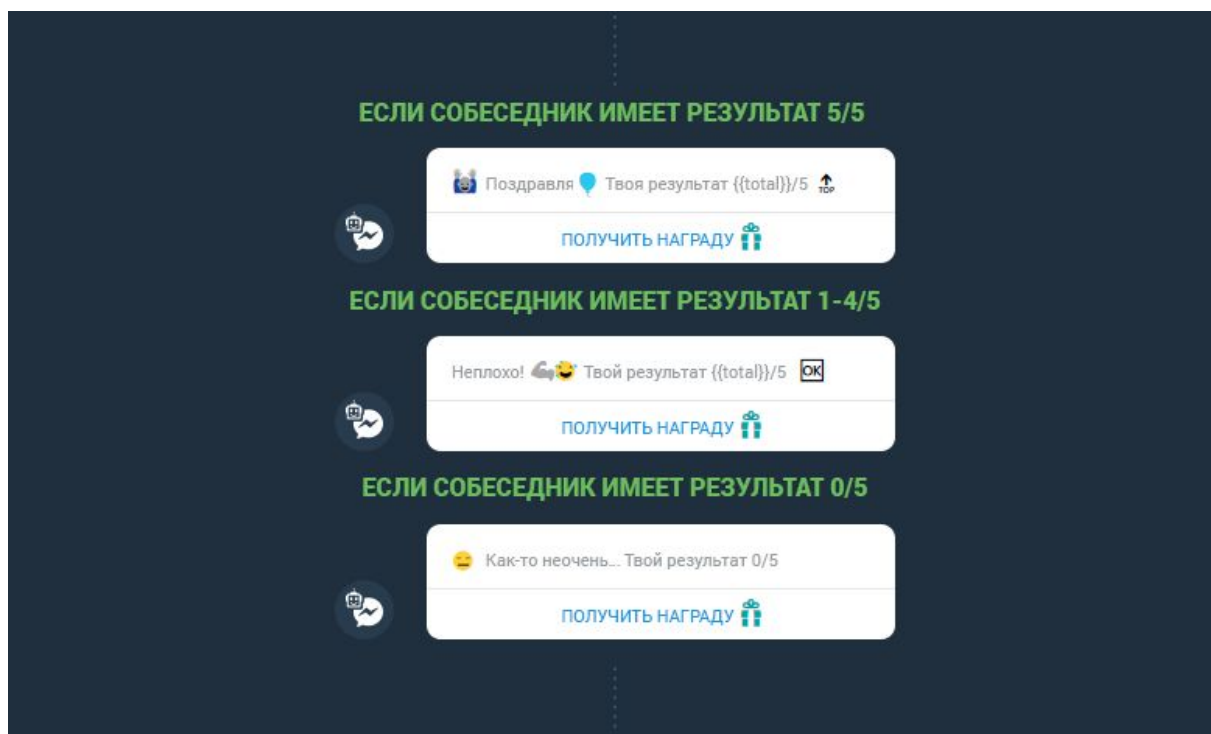 ЕСЛИ СОБЕСЕДНИК ИМЕЕТ РЕЗУЛЬТАТ 5/5
Поздравля Твоя результат {{total}}/5 TOP
ПОЛУЧИТЬ НАГРАДУ
ЕСЛИ СОБЕСЕДНИК ИМЕЕТ РЕЗУЛЬТАТ 1-4/5
Неплохо! Твой результат {{total}}/5 OK
ПОЛУЧИТЬ НАГРАДУ
ЕСЛИ СОБЕСЕДНИК ИМЕЕТ РЕЗУЛЬТАТ 0/5
Как-то неочень... Твой результат 0/5
ПОЛУЧИТЬ НАГРАДУ